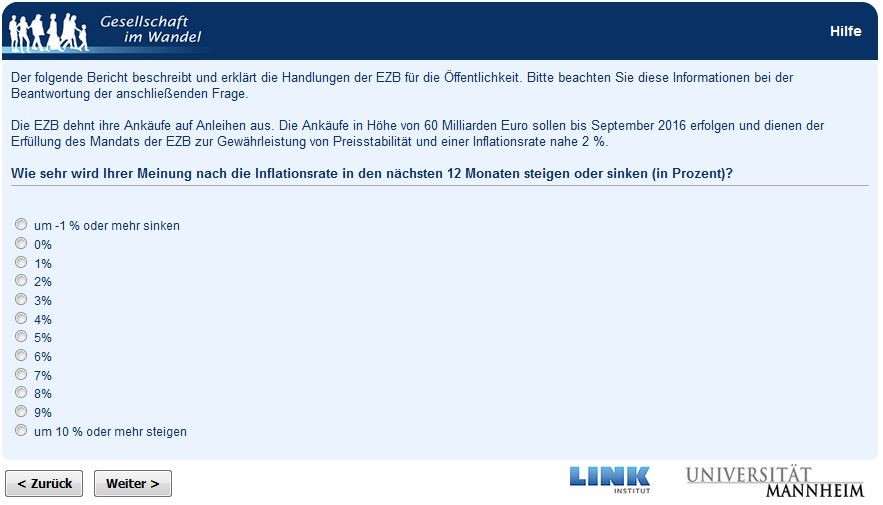 Gesellschaft
im Wandel
Hilfe
Der folgende Bericht beschreibt und erklärt die Handlungen der EZB für die Öffentlichkeit. Bitte beachten Sie diese Informationen bei der
Beantwortung der anschließenden Frage.
Die EZB dehnt ihre Ankäufe auf Anleihen aus. Die Ankäufe in Höhe von 60 Milliarden Euro sollen bis September 2016 erfolgen und dienen der
Erfüllung des Mandats der EZB zur Gewährleistung von Preisstabilität und einer Inflationsrate nahe 2 %.
Wie sehr wird Ihrer Meinung nach die Inflationsrate in den nächsten 12 Monaten steigen oder sinken (in Prozent)?
um -1 % oder mehr sinken
0%
1%
2%
3%
4%
5%
6%
7%
8%
9%
um 10 % oder mehr steigen
< Zurück
Weiter >
LINK
INSTITUT
UNIVERSITÄT
MANNHEIM